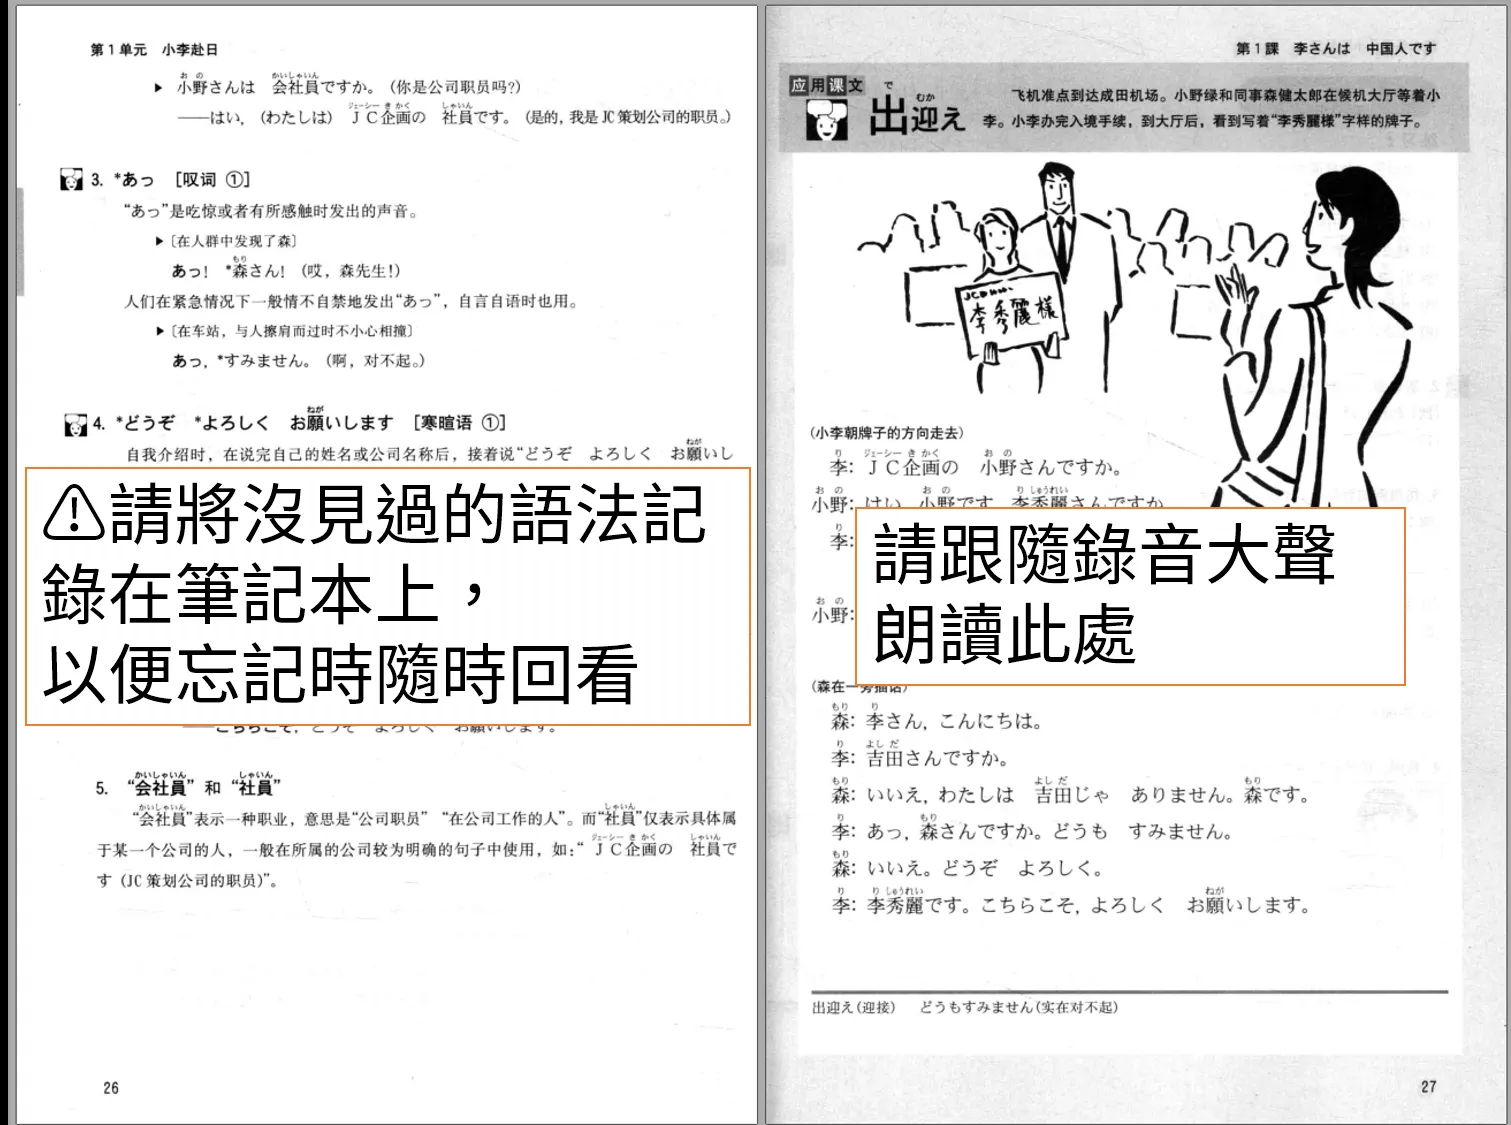 第1单元　小李赴日
▶ 小野さんは　会社員ですか。（你是公司职员吗？）
——はい，（わたしは）ＪＣ企画の　社員です。（是的，我是JC策划公司的职员。）
3. *あっ　［叹词 ①］
“あっ”是吃惊或者有所感触时发出的声音。
▶〔在人群中发现了森〕
あっ！　*森さん！（哎，森先生！）
人们在紧急情况下一般情不自禁地发出“あっ”，自言自语时也用。
▶〔在车站，与人擦肩而过时不小心相撞〕
あっ，*すみません。（啊，对不起。）
4. *どうぞ　*よろしく　お願いします　［寒暄语 ①］
自我介绍时，在说完自己的姓名或公司名称后，接着说“どうぞ　よろしく　お願いし
⚠請將沒見過的語法記
錄在筆記本上，
以便忘記時隨時回看
——こちらこそ，どうぞ　よろしく　お願いします。
5. “会社員” 和 “社員”
“会社員”表示一种职业，意思是“公司职员”“在公司工作的人”。而“社員”仅表示具体属
于某一个公司的人，一般在所属的公司较为明确的句子中使用，如：“ＪＣ企画の　社員で
す（JC 策划公司的职员）”。
26
第1課　李さんは　中国人です
应用课文
出迎え
飞机准点到达成田机场。小野绿和同事森健太郎在候机大厅等着小
李。小李办完入境手续，到大厅后，看到写着“李秀麗様”字样的牌子。
李秀麗様
（小李朝牌子的方向走去）
李：ＪＣ企画の　小野さんですか。
小野：はい，小野です。李秀麗さんですか
李：
小野：
請跟隨錄音大聲
朗讀此處
（森在一旁插话）
森：李さん，こんにちは。
李：吉田さんですか。
森：いいえ，わたしは　吉田じゃ　ありません。森です。
李：あっ，森さんですか。どうも　すみません。
森：いいえ。どうぞ　よろしく。
李：李秀麗です。こちらこそ，よろしく　お願いします。
出迎え（迎接）　どうもすみません（实在对不起）
27